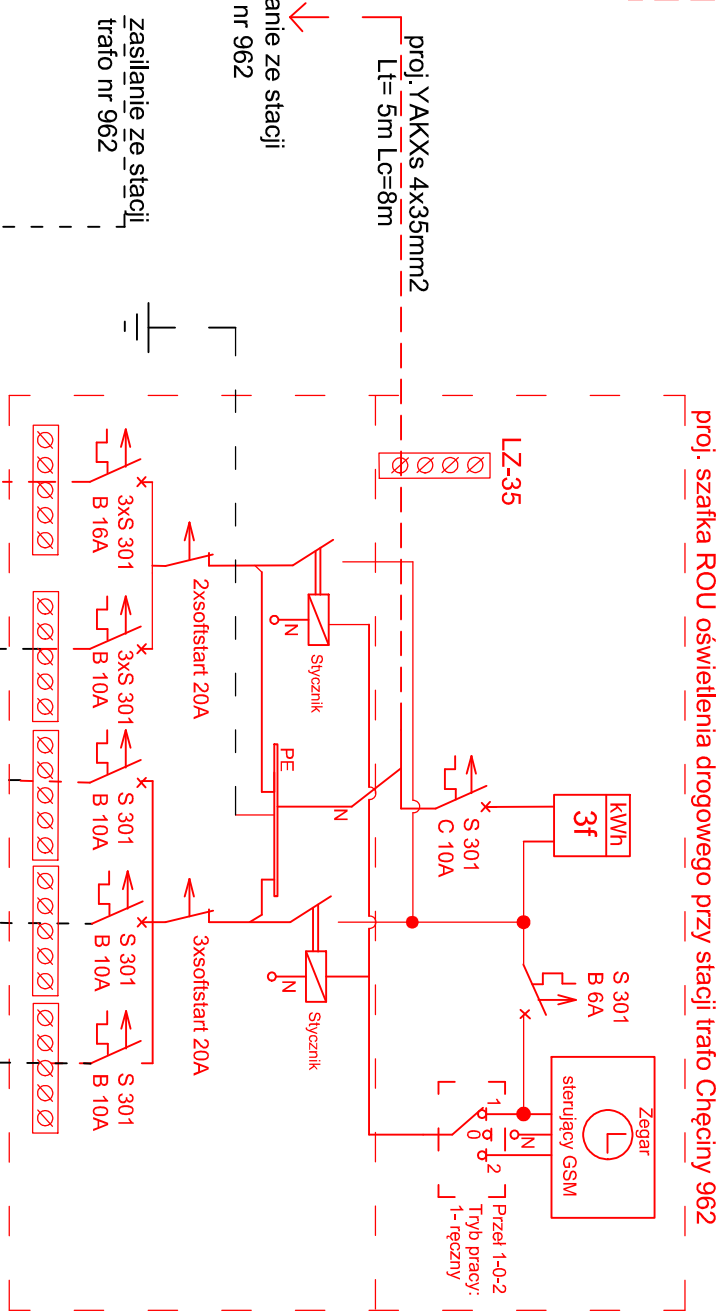 proj. szafka ROU oświetlenia drogowego przy stacji trafo Chęciny 962
kWh
3f
S 301
B 6A
Zegar
sterujący GSM
N
1
0
2
Przeł 1-0-2
Tryb pracy:
1- ręczny
LZ-35
S 301
C 10A
proj.YAKXs 4x35mm2
Lt= 5m Lc=8m
anie ze stacji
nr 962
N
Stycznik
N
PE
N
Stycznik
2xsoftstart 20A
3xsoftstart 20A
zasilanie ze stacji
trafo nr 962
3xS 301
B 16A
3xS 301
B 10A
S 301
B 10A
S 301
B 10A
S 301
B 10A